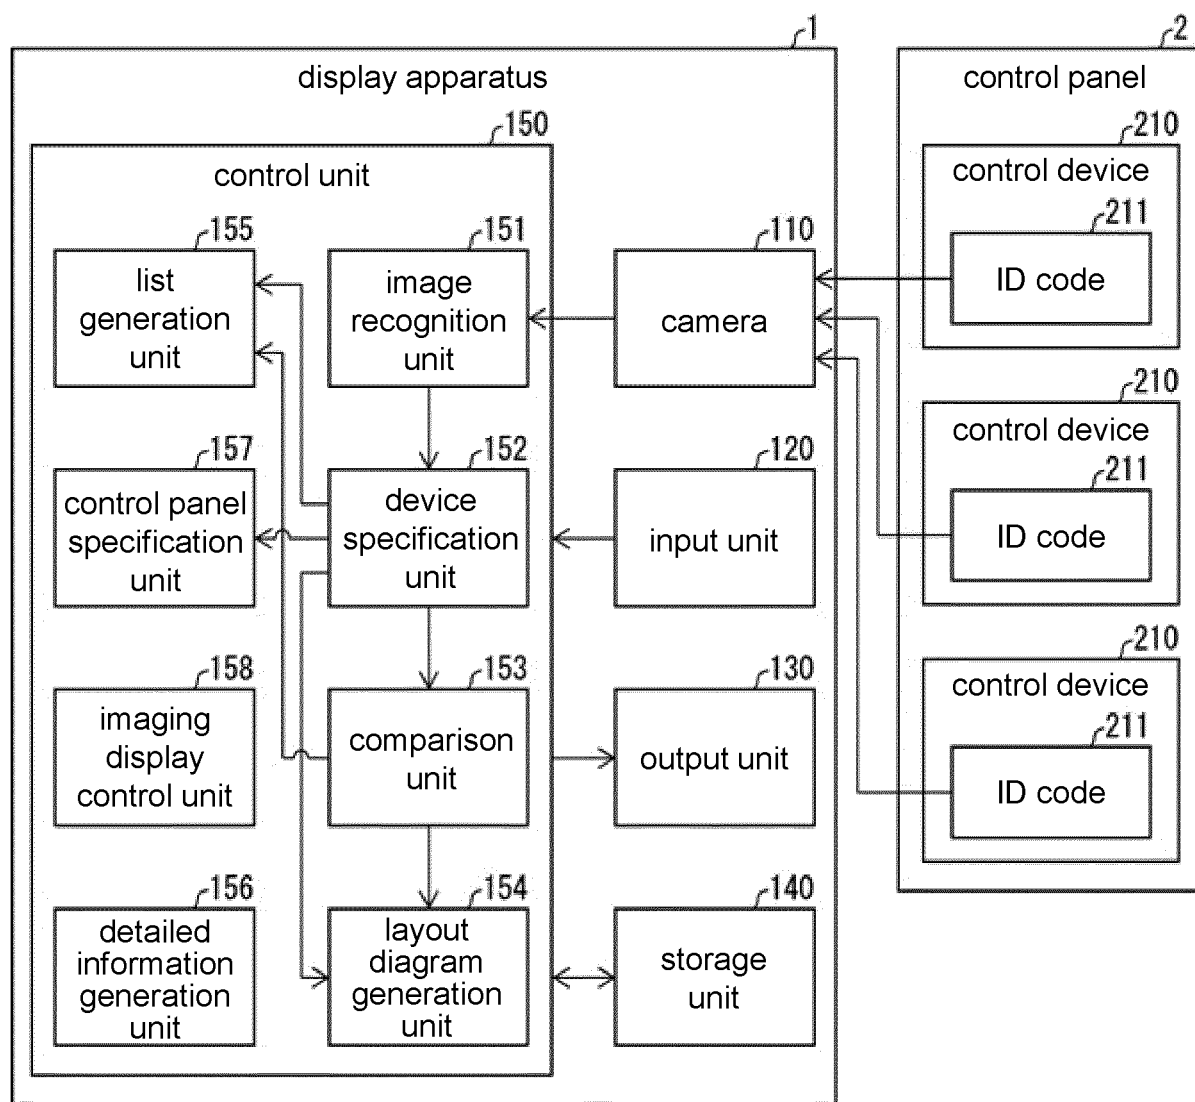 1
2
display apparatus
control panel
150
210
control unit
control device
155
151
110
211
list
generation
unit
image
recognition
unit
camera
ID code
210
control device
157
152
120
211
control panel
specification
unit
device
specification
unit
input unit
ID code
158
153
130
210
control device
211
imaging
display
control unit
comparison
unit
output unit
ID code
156
154
140
detailed
information
generation
unit
layout
diagram
generation
unit
storage
unit